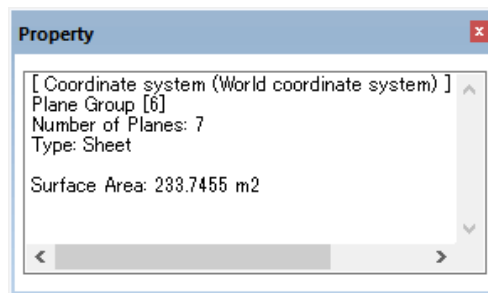 Property
[ Coordinate system (World coordinate system) ]
Plane Group [6]
Number of Planes: 7
Type: Sheet
Surface Area: 233.7455 m2